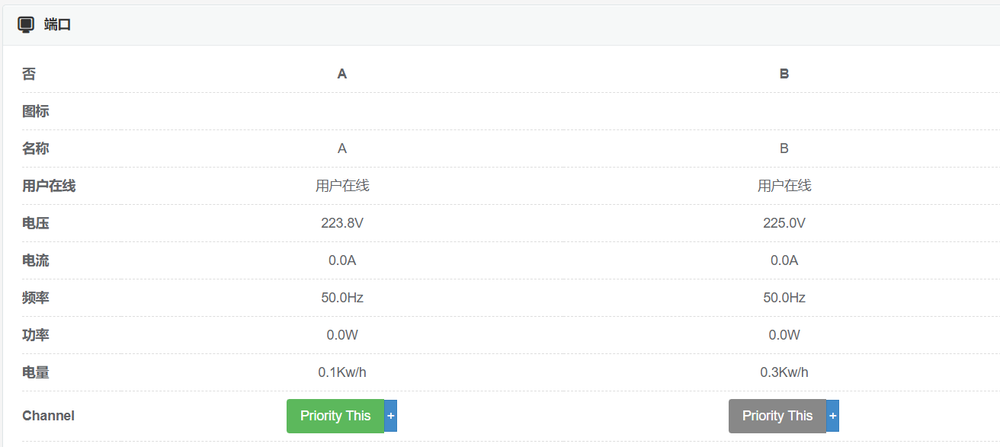 端口
否 A B
图标
名称 A B
用户在线 用户在线 用户在线
电压 223.8V 225.0V
电流 0.0A 0.0A
频率 50.0Hz 50.0Hz
功率 0.0W 0.0W
电量 0.1Kw/h 0.3Kw/h
Channel Priority This + Priority This +